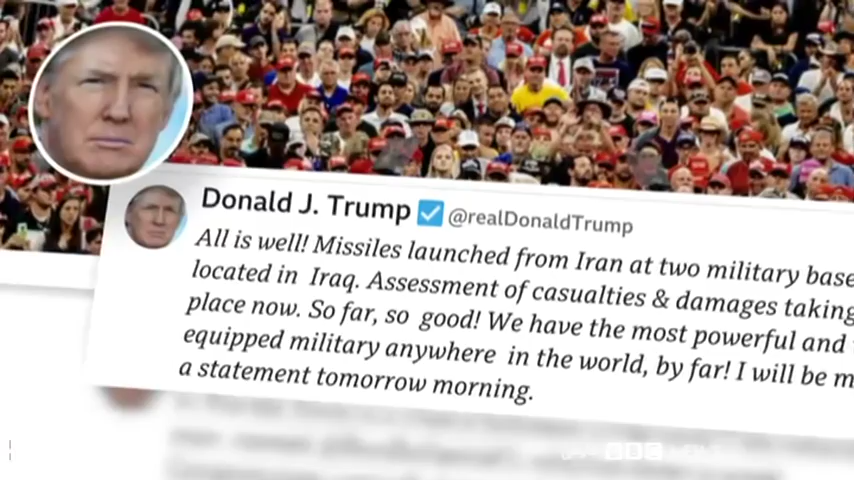 Donald J. Trump @realDonaldTrump
All is well! Missiles launched from Iran at two military base
located in Iraq. Assessment of casualties & damages taking
place now. So far, so good! We have the most powerful and
equipped military anywhere in the world, by far! I will be m
a statement tomorrow morning.
BBC